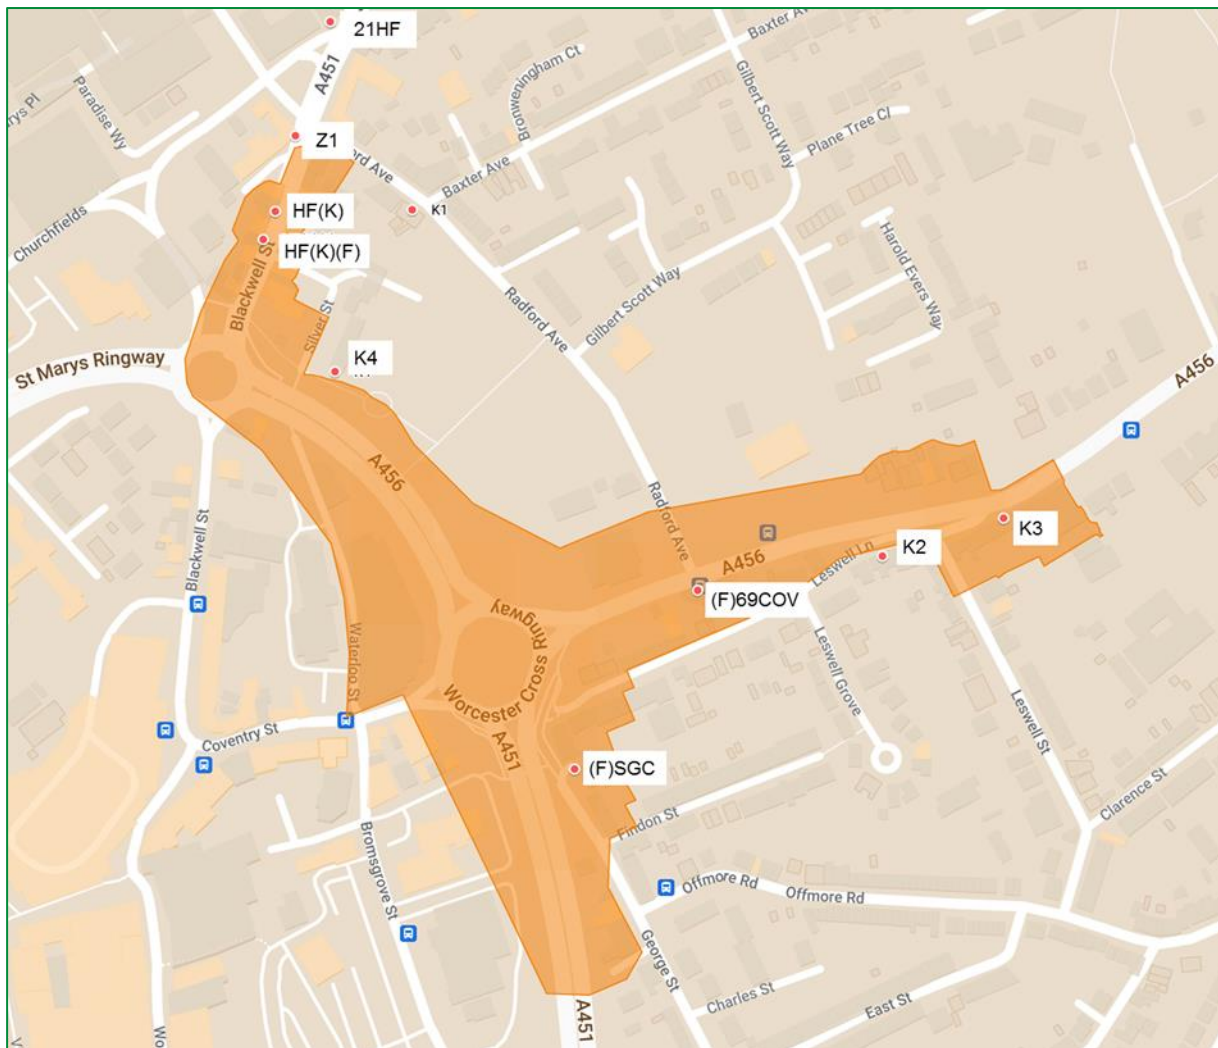 21HF
A451
Baxter Ave
Paradise Wy
Bronweningham Ct
Gilbert Scott Way
Plane Tree Cl
Z1
Baxter Ave
HF(K)
K1
HF(K)(F)
Churchfields
Blackwell St
Harold Evers Way
Gilbert Scott Way
Radford Ave
Silver St
St Marys Ringway
K4
A456
A456
Radford Ave
K3
K2
A456
Leswell Ln
(F)69COV
Blackwell St
Waterloo St
Worcester Cross Ringway
Leswell Grove
Leswell St
A451
Coventry St
(F)SGC
Findon St
Clarence St
Bromsgrove St
Offmore Rd
Offmore Rd
George St
Charles St
East St
A451